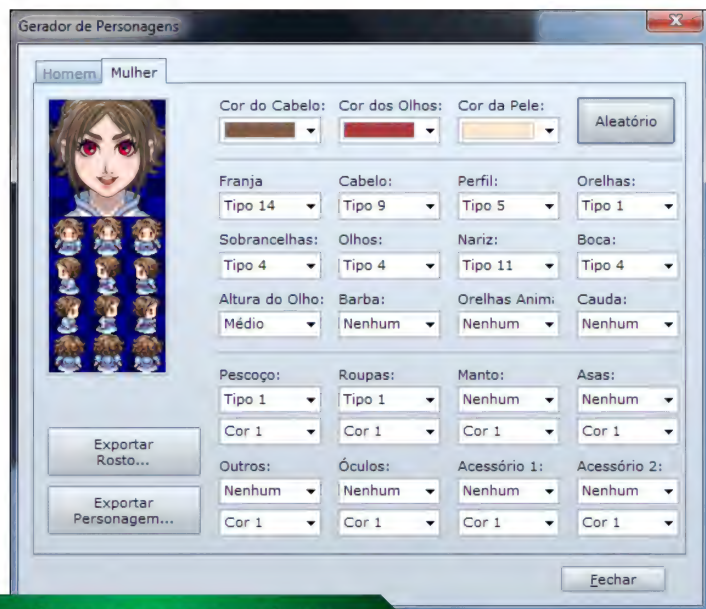 Gerador de Personagens
Homem Mulher
Cor do Cabelo: Cor dos Olhos: Cor da Pele:
Aleatório
Franja Cabelo: Perfil: Orelhas:
Tipo 14 Tipo 9 Tipo 5 Tipo 1
Sobrancelhas: Olhos: Nariz: Boca:
Tipo 4 Tipo 4 Tipo 11 Tipo 4
Altura do Olho: Barba: Orelhas Anima Cauda:
Médio Nenhum Nenhum Nenhum
Pescoço: Roupas: Manto: Asas:
Tipo 1 Tipo 1 Nenhum Nenhum
Cor 1 Cor 1 Cor 1 Cor 1
Exportar
Rosto...
Outros: Óculos: Acessório 1: Acessório 2:
Nenhum Nenhum Nenhum Nenhum
Exportar
Personagem...
Cor 1 Cor 1 Cor 1 Cor 1
Fechar